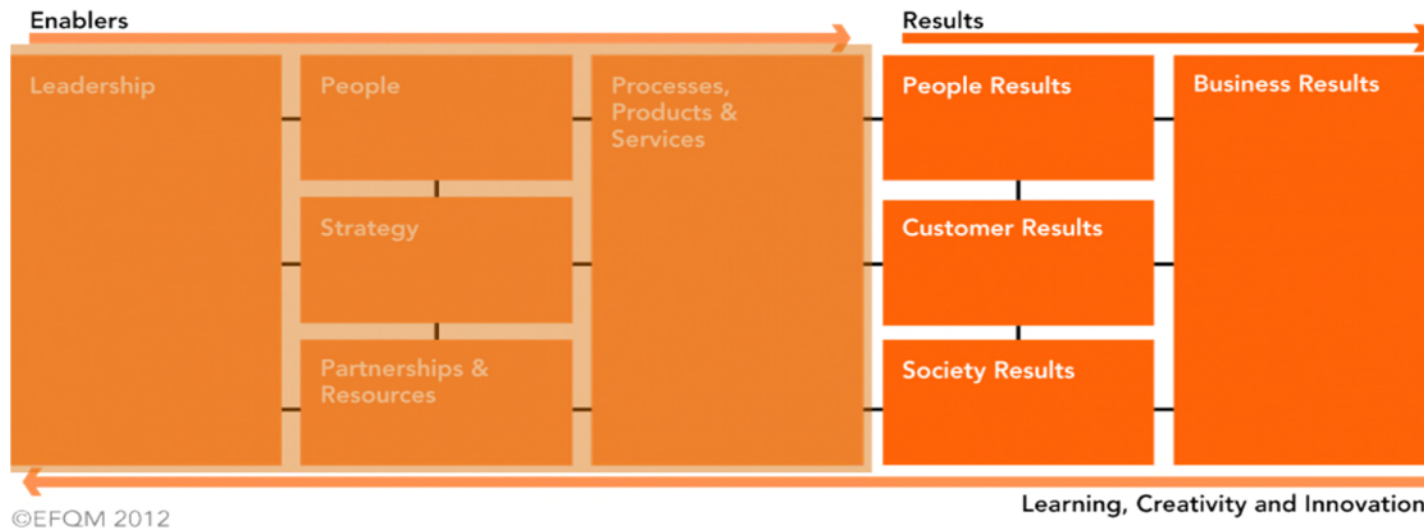 Enablers
Results
Leadership
People
Processes,
Products &
Services
People Results
Business Results
Strategy
Customer Results
Partnerships &
Resources
Society Results
Learning, Creativity and Innovation
©EFQM 2012